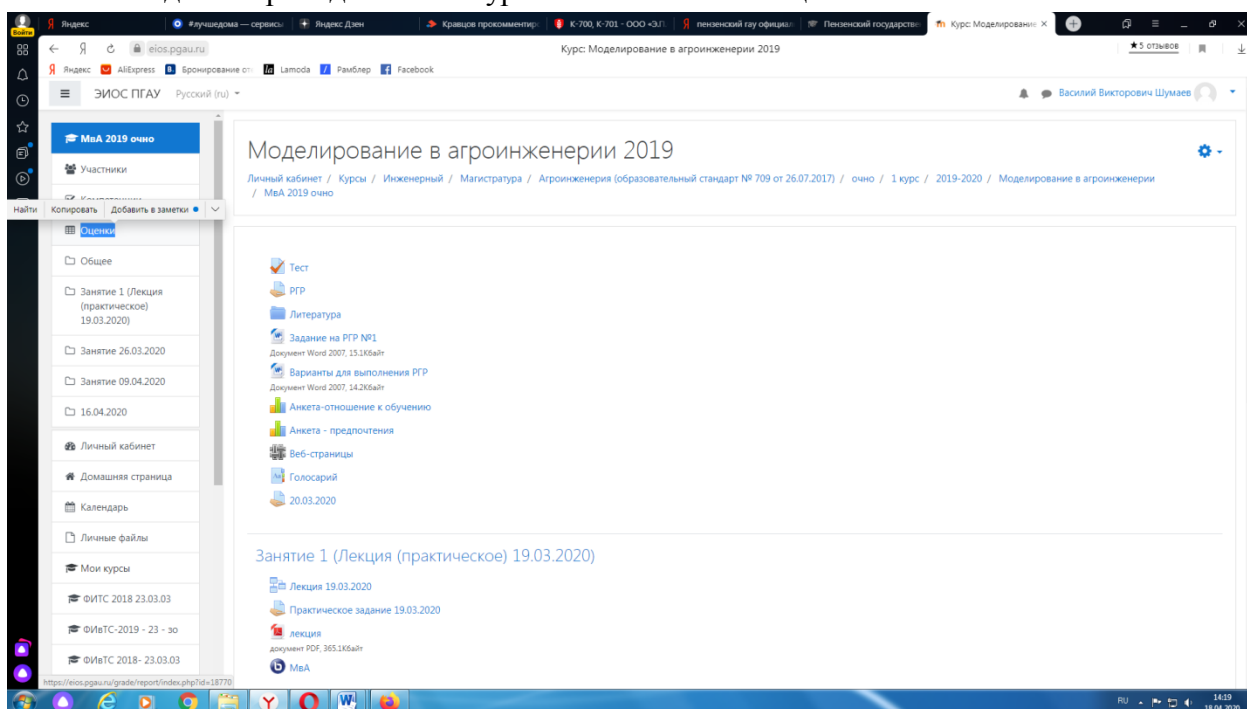 Войти
Яндекс
#лучшедома — сервисы
Яндекс Дзен
Кравцов прокомментиро
К-700, К-701 - ООО «Э.П.
пензенский гау официал
Пензенский государстве
Курс: Моделирование
eios.pgau.ru
Курс: Моделирование в агроинженерии 2019
★5 отзывов
Яндекс
AliExpress
Бронирование от
Lamoda
Рамблер
Facebook
ЭИОС ПГАУ Русский (ru)
Василий Викторович Шумаев
МвА 2019 очно
Участники
Найти Копировать Добавить в заметки
Оценки
Общее
Занятие 1 (Лекция
(практическое)
19.03.2020)
Занятие 26.03.2020
Занятие 09.04.2020
16.04.2020
Личный кабинет
Домашняя страница
Календарь
Личные файлы
Мои курсы
ФИТС 2018 23.03.03
ФИвТС-2019 - 23 - зо
ФИвТС 2018- 23.03.03
https://eios.pgau.ru/grade/report/index.php?id=18770
Моделирование в агроинженерии 2019
Личный кабинет / Курсы / Инженерный / Магистратура / Агроинженерия (образовательный стандарт № 709 от 26.07.2017) / очно / 1 курс / 2019-2020 / Моделирование в агроинженерии
/ МвА 2019 очно
Тест
РГР
Литература
Задание на РГР №1
Документ Word 2007, 15.1Кбайт
Варианты для выполнения РГР
Документ Word 2007, 14.2Кбайт
Анкета-отношение к обучению
Анкета - предпочтения
Веб-страницы
Голосарий
20.03.2020
Занятие 1 (Лекция (практическое) 19.03.2020)
Лекция 19.03.2020
Практическое задание 19.03.2020
лекция
документ PDF, 365.1Кбайт
МвА
RU
14:19
18.04.2020